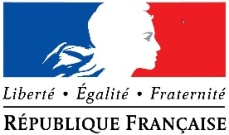 Liberté • Égalité • Fraternité
RÉPUBLIQUE FRANÇAISE